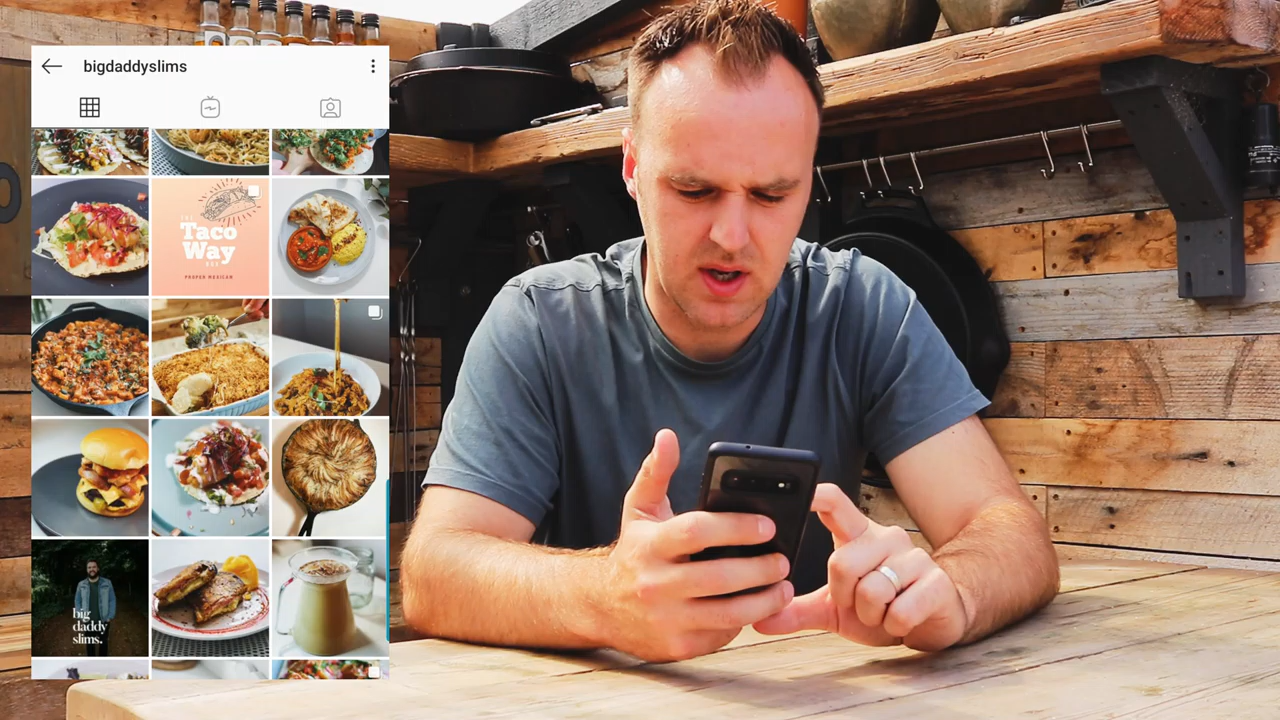 bigdaddyslims
Taco
Way
PROPER MEXICAN
big
daddy
slims.